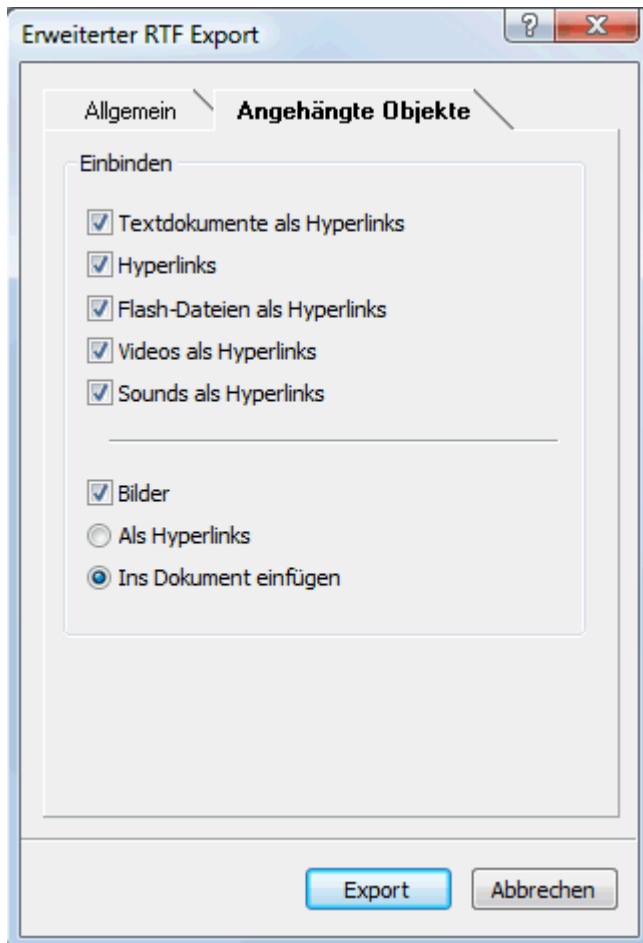 Erweiterter RTF Export
?
X
Allgemein
Angehängte Objekte
Einbinden
Textdokumente als Hyperlinks
Hyperlinks
Flash-Dateien als Hyperlinks
Videos als Hyperlinks
Sounds als Hyperlinks
Bilder
Als Hyperlinks
Ins Dokument einfügen
Export
Abbrechen